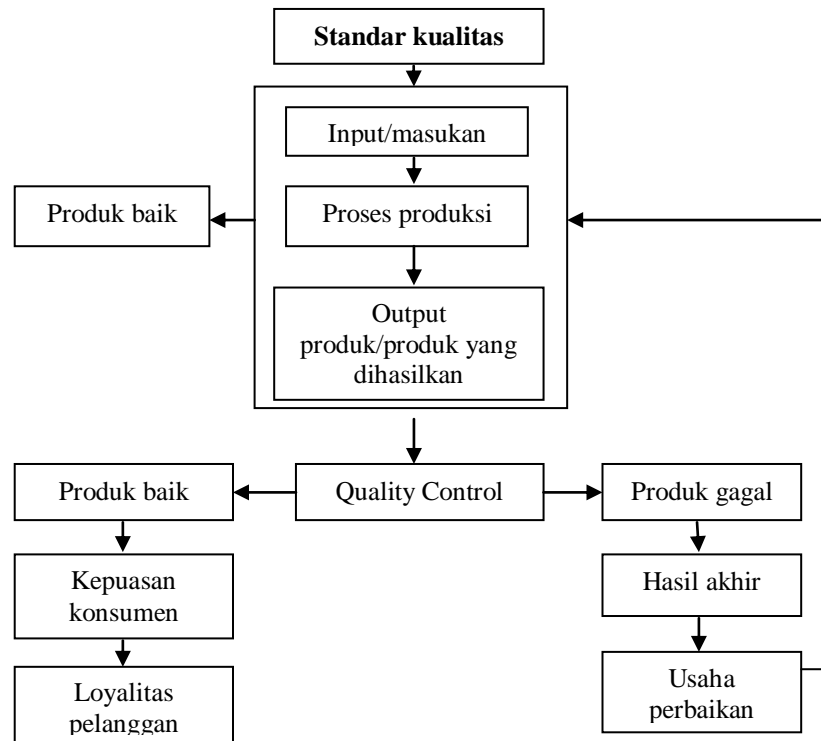 Standar kualitas
Input/masukan
Produk baik
Proses produksi
Output
produk/produk yang
dihasilkan
Produk baik
Quality Control
Produk gagal
Kepuasan
konsumen
Hasil akhir
Loyalitas
pelanggan
Usaha
perbaikan